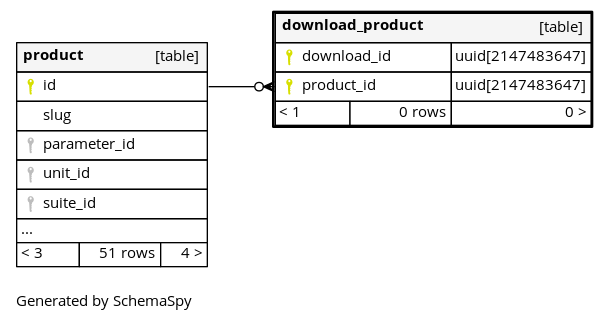 product [table]
id
slug
parameter_id
unit_id
suite_id
...
< 3 51 rows 4 >
download_product [table]
download_id uuid[2147483647]
product_id uuid[2147483647]
< 1 0 rows 0 >
Generated by SchemaSpy